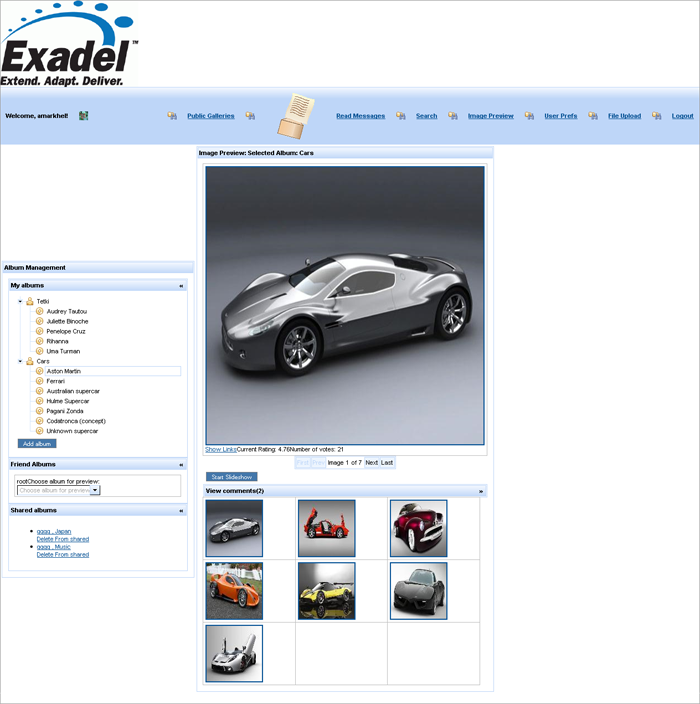 Exadel™
Extend. Adapt. Deliver.
Welcome, amarkhel!
Public Galleries
Read Messages
Search
Image Preview
User Prefs
File Upload
Logout
Image Preview: Selected Album: Cars
Album Management
My albums «
Tetki
Audrey Tautou
Juliette Binoche
Penelope Cruz
Rihanna
Uma Turman
Cars
Aston Martin
Ferrari
Australian supercar
Hulme Supercar
Pagani Zonda
Codatronca (concept)
Unknown supercar
Add album
Friend Albums «
rootChoose album for preview:
Choose album for preview
Shared albums «
gggg ,Japan
Delete From shared
gggg ,Music
Delete From shared
Show LinksCurrent Rating: 4.76Number of votes: 21
First Prev Image 1 of 7 Next Last
Start Slideshow
View comments(2) »